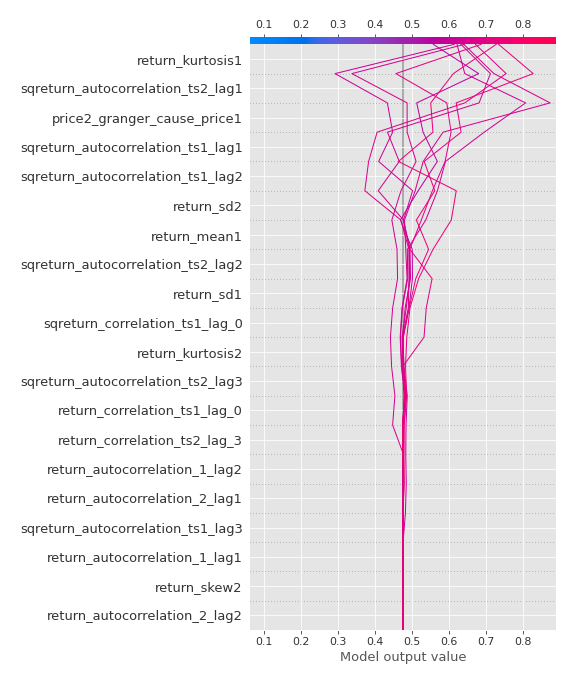 0.1 0.2 0.3 0.4 0.5 0.6 0.7 0.8
return_kurtosis1
sqreturn_autocorrelation_ts2_lag1
price2_granger_cause_price1
sqreturn_autocorrelation_ts1_lag1
sqreturn_autocorrelation_ts1_lag2
return_sd2
return_mean1
sqreturn_autocorrelation_ts2_lag2
return_sd1
sqreturn_correlation_ts1_lag_0
return_kurtosis2
sqreturn_autocorrelation_ts2_lag3
return_correlation_ts1_lag_0
return_correlation_ts2_lag_3
return_autocorrelation_1_lag2
return_autocorrelation_2_lag1
sqreturn_autocorrelation_ts1_lag3
return_autocorrelation_1_lag1
return_skew2
return_autocorrelation_2_lag2
0.1 0.2 0.3 0.4 0.5 0.6 0.7 0.8
Model output value